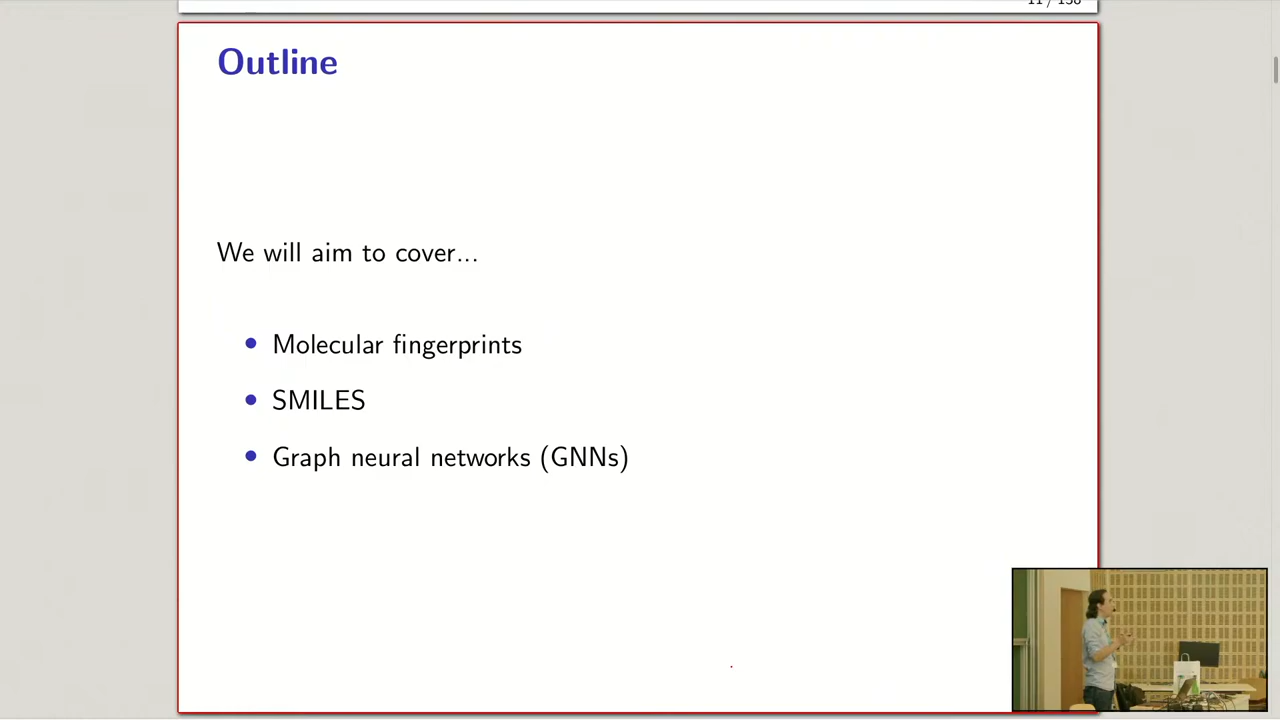 Outline
We will aim to cover...
Molecular fingerprints
SMILES
Graph neural networks (GNNs)